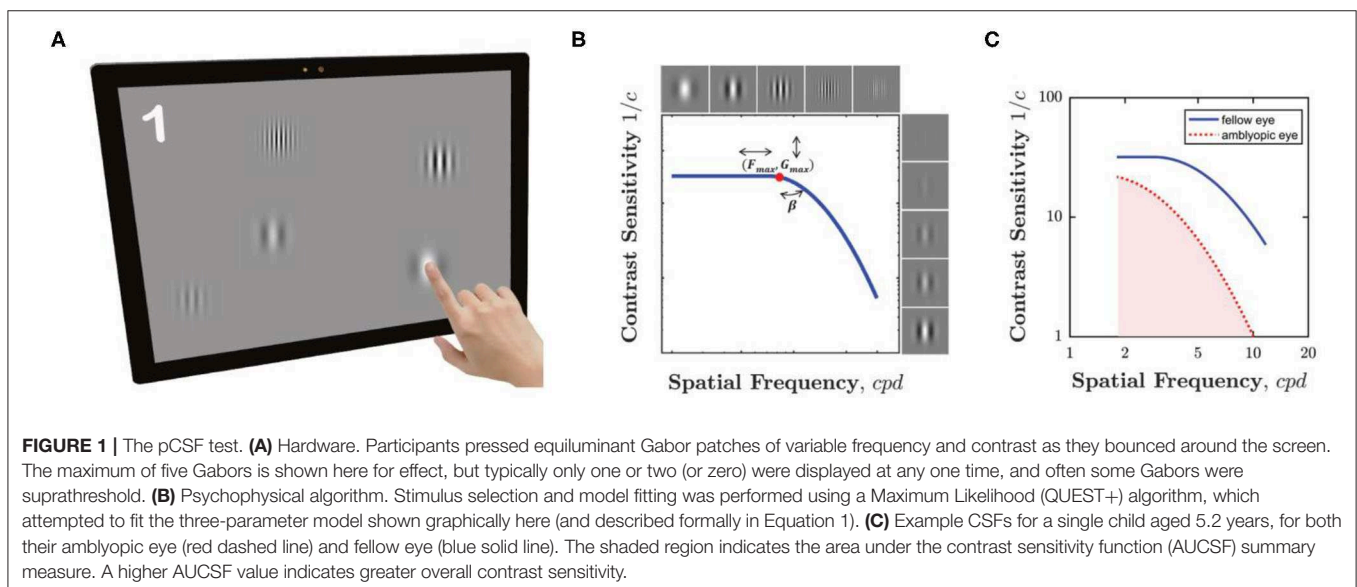 A
B
C
1
Contrast Sensitivity 1/c
(F_max, G_max)
β
Spatial Frequency, cpd
Contrast Sensitivity 1/c
100
10
1
fellow eye
amblyopic eye
1 2 5 10 20
Spatial Frequency, cpd
FIGURE 1 | The pCSF test. (A) Hardware. Participants pressed equiluminant Gabor patches of variable frequency and contrast as they bounced around the screen.
The maximum of five Gabors is shown here for effect, but typically only one or two (or zero) were displayed at any one time, and often some Gabors were
suprathreshold. (B) Psychophysical algorithm. Stimulus selection and model fitting was performed using a Maximum Likelihood (QUEST+) algorithm, which
attempted to fit the three-parameter model shown graphically here (and described formally in Equation 1). (C) Example CSFs for a single child aged 5.2 years, for both
their amblyopic eye (red dashed line) and fellow eye (blue solid line). The shaded region indicates the area under the contrast sensitivity function (AUCSF) summary
measure. A higher AUCSF value indicates greater overall contrast sensitivity.